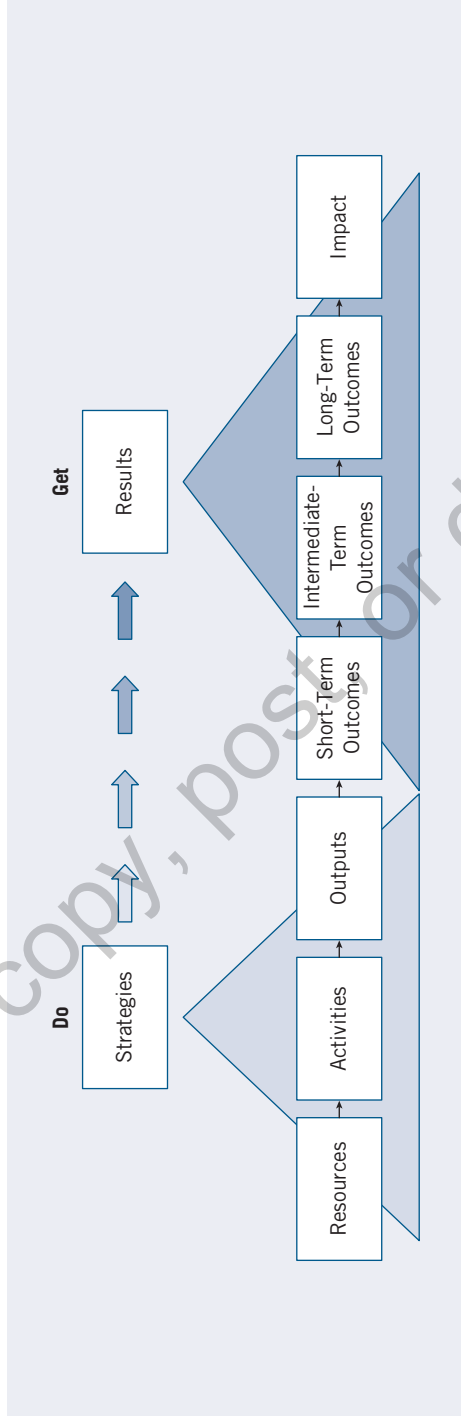 Do
Get
Strategies
Results
Resources
Activities
Outputs
Short-Term
Outcomes
Intermediate-
Term
Outcomes
Long-Term
Outcomes
Impact
copy, post, or d